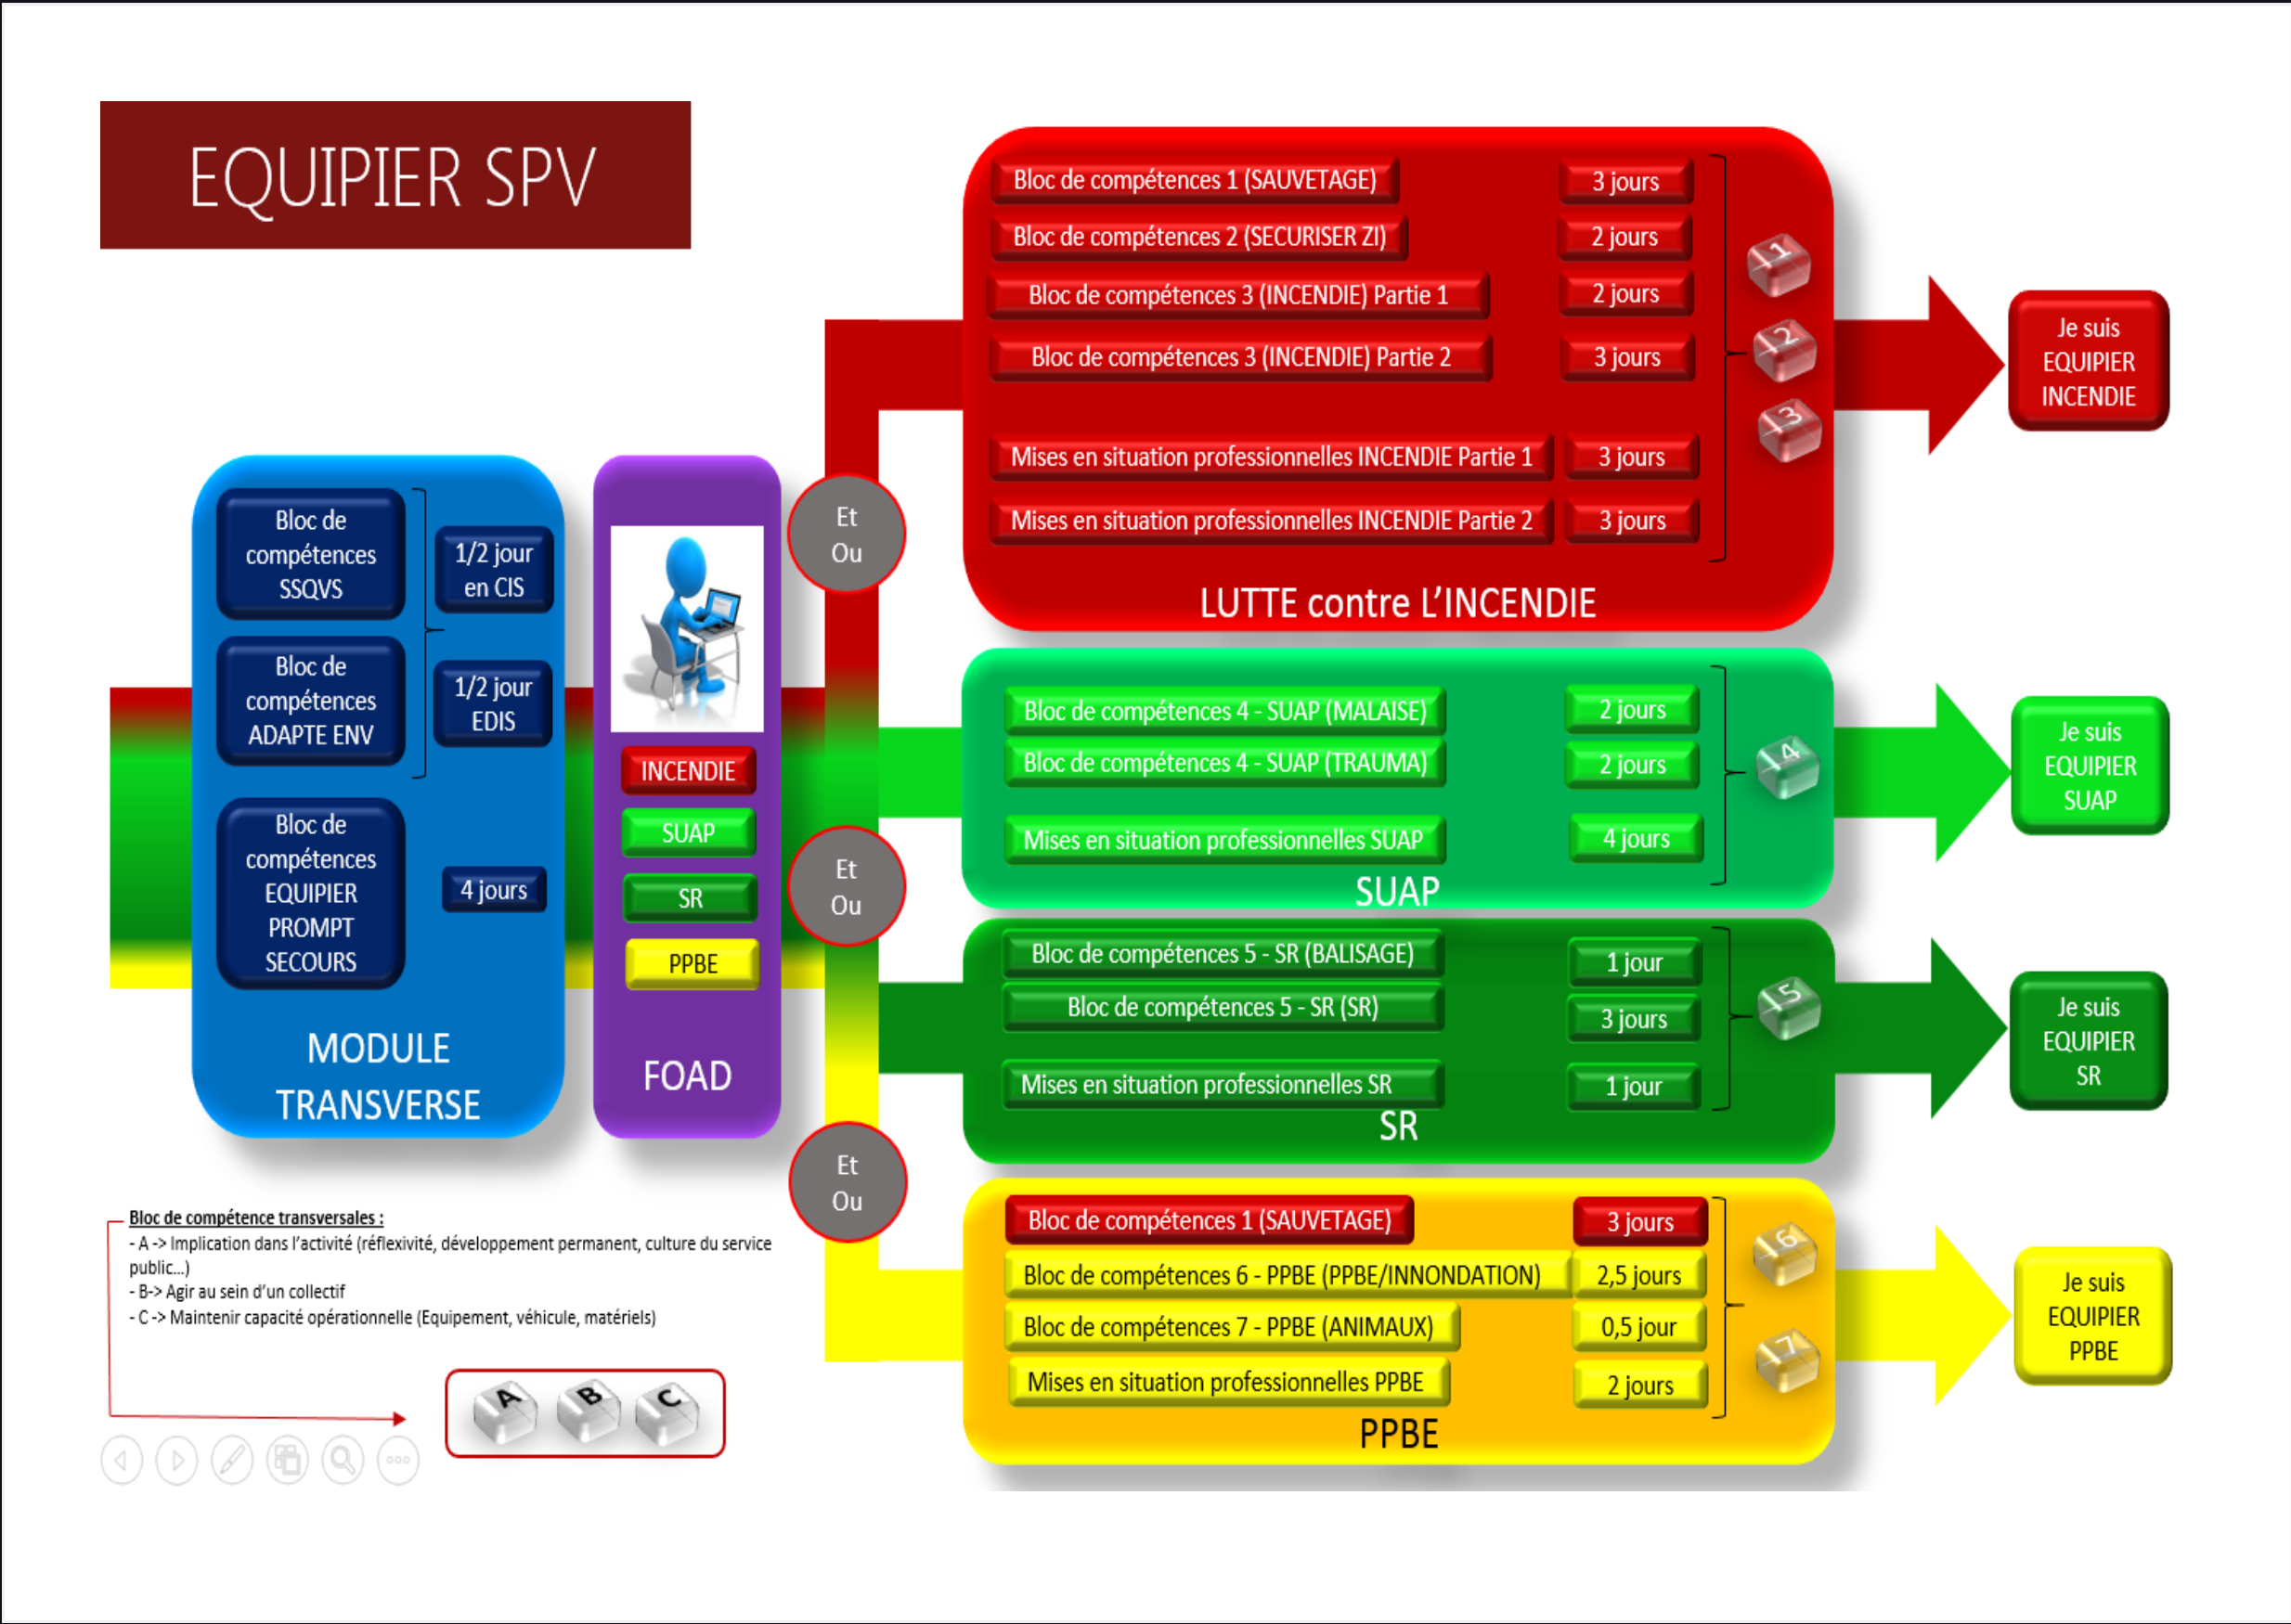 EQUIPIER SPV
Bloc de
compétences
SSQVS
1/2 jour
en CIS
Bloc de
compétences
ADAPTE ENV
1/2 jour
EDIS
Bloc de
compétences
EQUIPIER
PROMPT
SECOURS
4 jours
MODULE
TRANSVERSE
INCENDIE
SUAP
SR
PPBE
FOAD
Et
Ou
Et
Ou
Et
Ou
Bloc de compétences 1 (SAUVETAGE) 3 jours
Bloc de compétences 2 (SECURISER ZI) 2 jours
Bloc de compétences 3 (INCENDIE) Partie 1 2 jours
Bloc de compétences 3 (INCENDIE) Partie 2 3 jours
Mises en situation professionnelles INCENDIE Partie 1 3 jours
Mises en situation professionnelles INCENDIE Partie 2 3 jours
1
2
3
LUTTE contre L'INCENDIE
Je suis
EQUIPIER
INCENDIE
Bloc de compétences 4 - SUAP (MALAISE) 2 jours
Bloc de compétences 4 - SUAP (TRAUMA) 2 jours
Mises en situation professionnelles SUAP 4 jours
4
SUAP
Je suis
EQUIPIER
SUAP
Bloc de compétences 5 - SR (BALISAGE) 1 jour
Bloc de compétences 5 - SR (SR) 3 jours
Mises en situation professionnelles SR 1 jour
5
SR
Je suis
EQUIPIER
SR
Bloc de compétences 1 (SAUVETAGE) 3 jours
Bloc de compétences 6 - PPBE (PPBE/INNONDATION) 2,5 jours
Bloc de compétences 7 - PPBE (ANIMAUX) 0,5 jour
Mises en situation professionnelles PPBE 2 jours
6
7
PPBE
Je suis
EQUIPIER
PPBE
Bloc de compétence transversales :
- A -> Implication dans l'activité (réflexivité, développement permanent, culture du service
public...)
- B-> Agir au sein d'un collectif
- C -> Maintenir capacité opérationnelle (Equipement, véhicule, matériels)
A B C